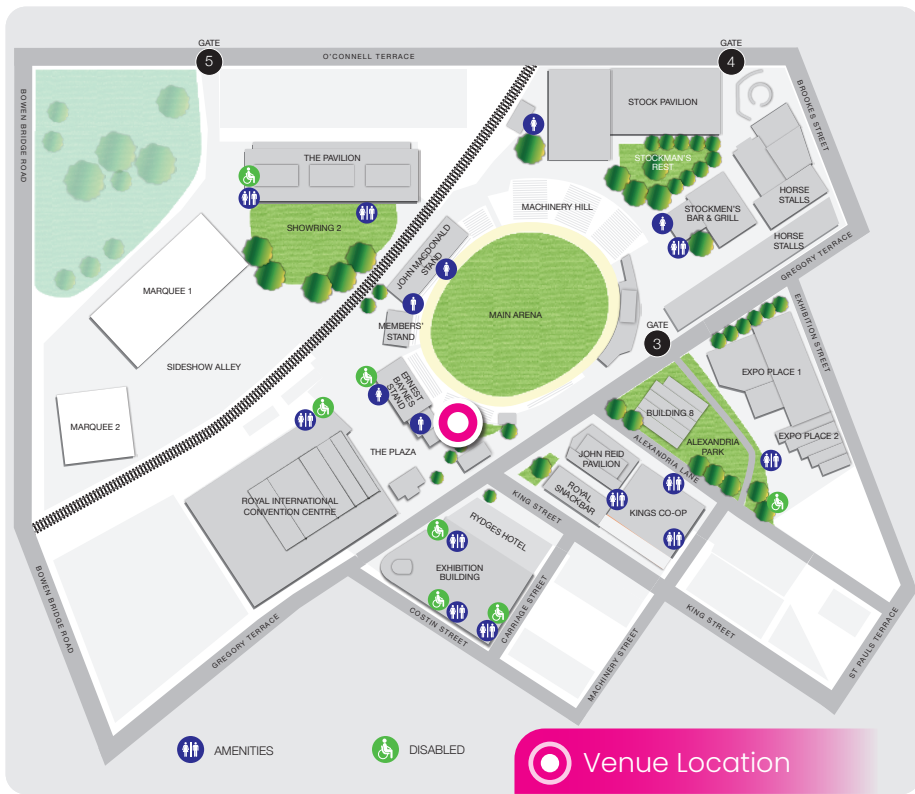 GATE
5
O'CONNELL TERRACE
GATE
4
BOWEN BRIDGE ROAD
BROOKES STREET
STOCK PAVILION
THE PAVILION
STOCKMAN'S
REST
HORSE
STALLS
MACHINERY HILL
STOCKMEN'S
BAR & GRILL
SHOWRING 2
HORSE
STALLS
JOHN MACDONALD
STAND
GREGORY TERRACE
MARQUEE 1
MAIN ARENA
EXHIBITION STREET
MEMBERS'
STAND
GATE
3
SIDESHOW ALLEY
EXPO PLACE 1
ERNEST
BAYNES
STAND
BUILDING 8
MARQUEE 2
ALEXANDRIA
PARK
EXPO PLACE 2
THE PLAZA
ALEXANDRIA LANE
JOHN REID
PAVILION
ROYAL
SNACKBAR
ROYAL INTERNATIONAL
CONVENTION CENTRE
KING STREET
KINGS CO-OP
RYDGES HOTEL
EXHIBITION
BUILDING
BOWEN BRIDGE ROAD
GREGORY TERRACE
COSTIN STREET
CARRIAGE STREET
MACHINERY STREET
KING STREET
ST PAULS TERRACE
AMENITIES
DISABLED
Venue Location